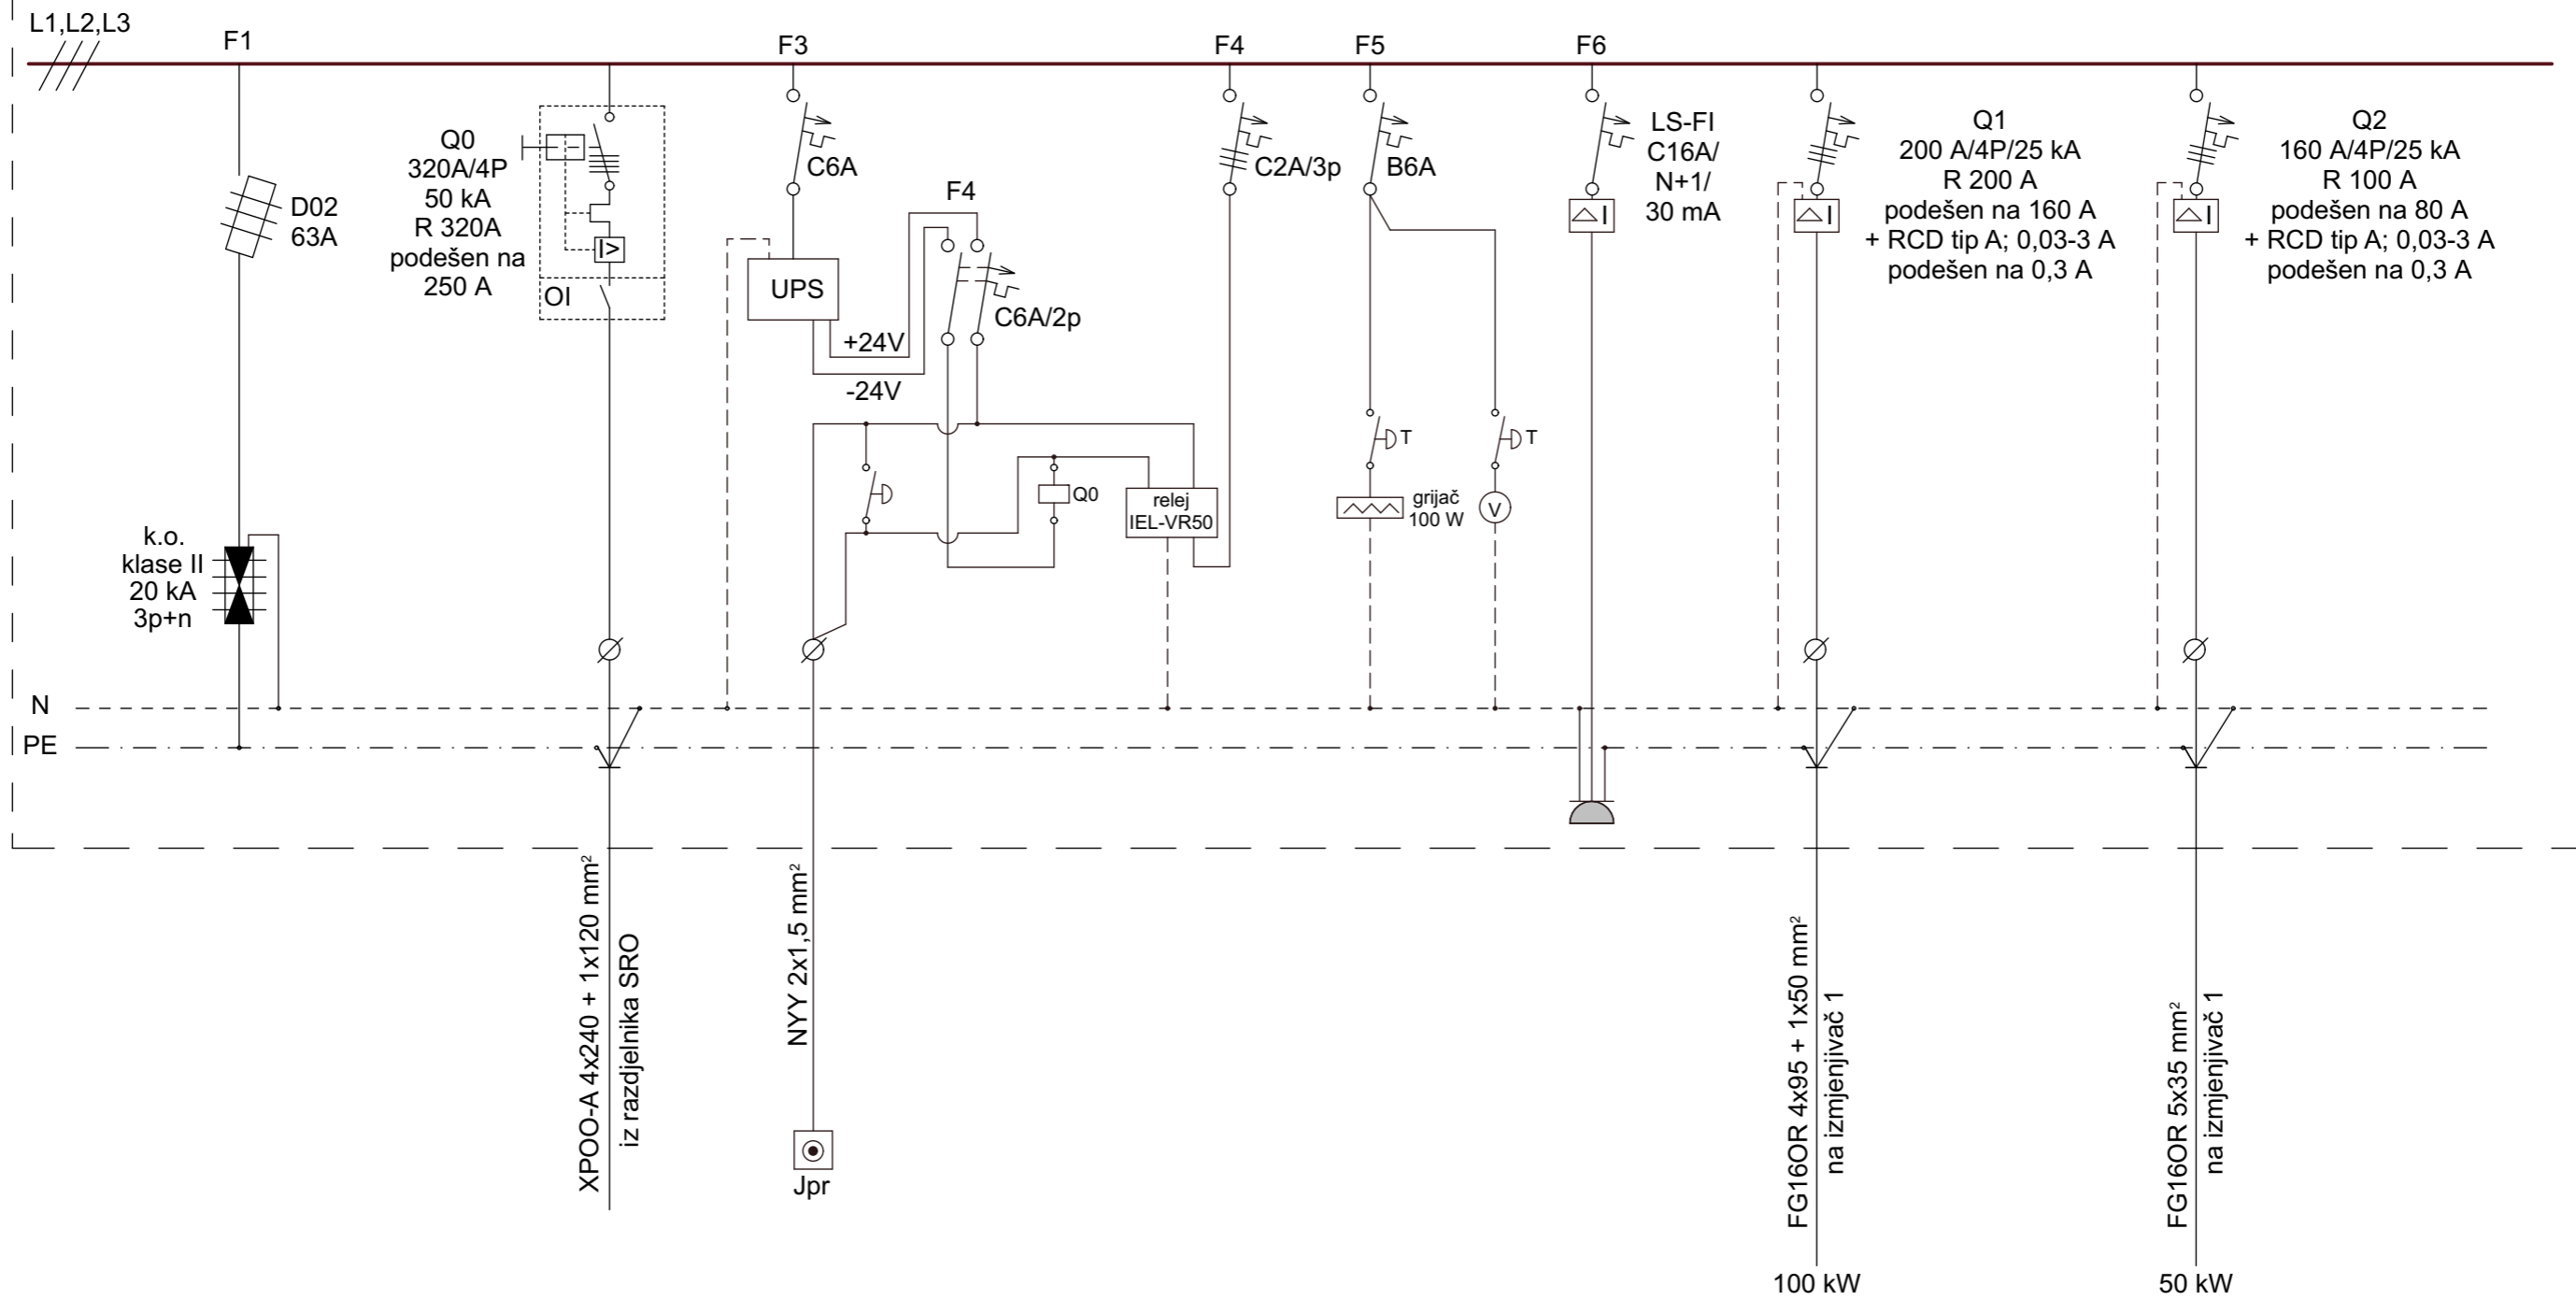 L1,L2,L3
F1
F3
F4
F5
F6
Q0
320A/4P
50 kA
R 320A
podešen na
250 A
OI
D02
63A
C6A
F4
UPS
C6A/2p
+24V
-24V
C2A/3p
B6A
LS-FI
C16A/
N+1/
30 mA
Q1
200 A/4P/25 kA
R 200 A
podešen na 160 A
+ RCD tip A; 0,03-3 A
podešen na 0,3 A
Q2
160 A/4P/25 kA
R 100 A
podešen na 80 A
+ RCD tip A; 0,03-3 A
podešen na 0,3 A
I>
△I
△I
△I
T
T
Q0
relej
IEL-VR50
grijač
100 W
V
k.o.
klase II
20 kA
3p+n
N
PE
XPOO-A 4x240 + 1x120 mm²
iz razdjelnika SRO
NYY 2x1,5 mm²
Jpr
FG16OR 4x95 + 1x50 mm²
na izmjenjivač 1
100 kW
FG16OR 5x35 mm²
na izmjenjivač 1
50 kW